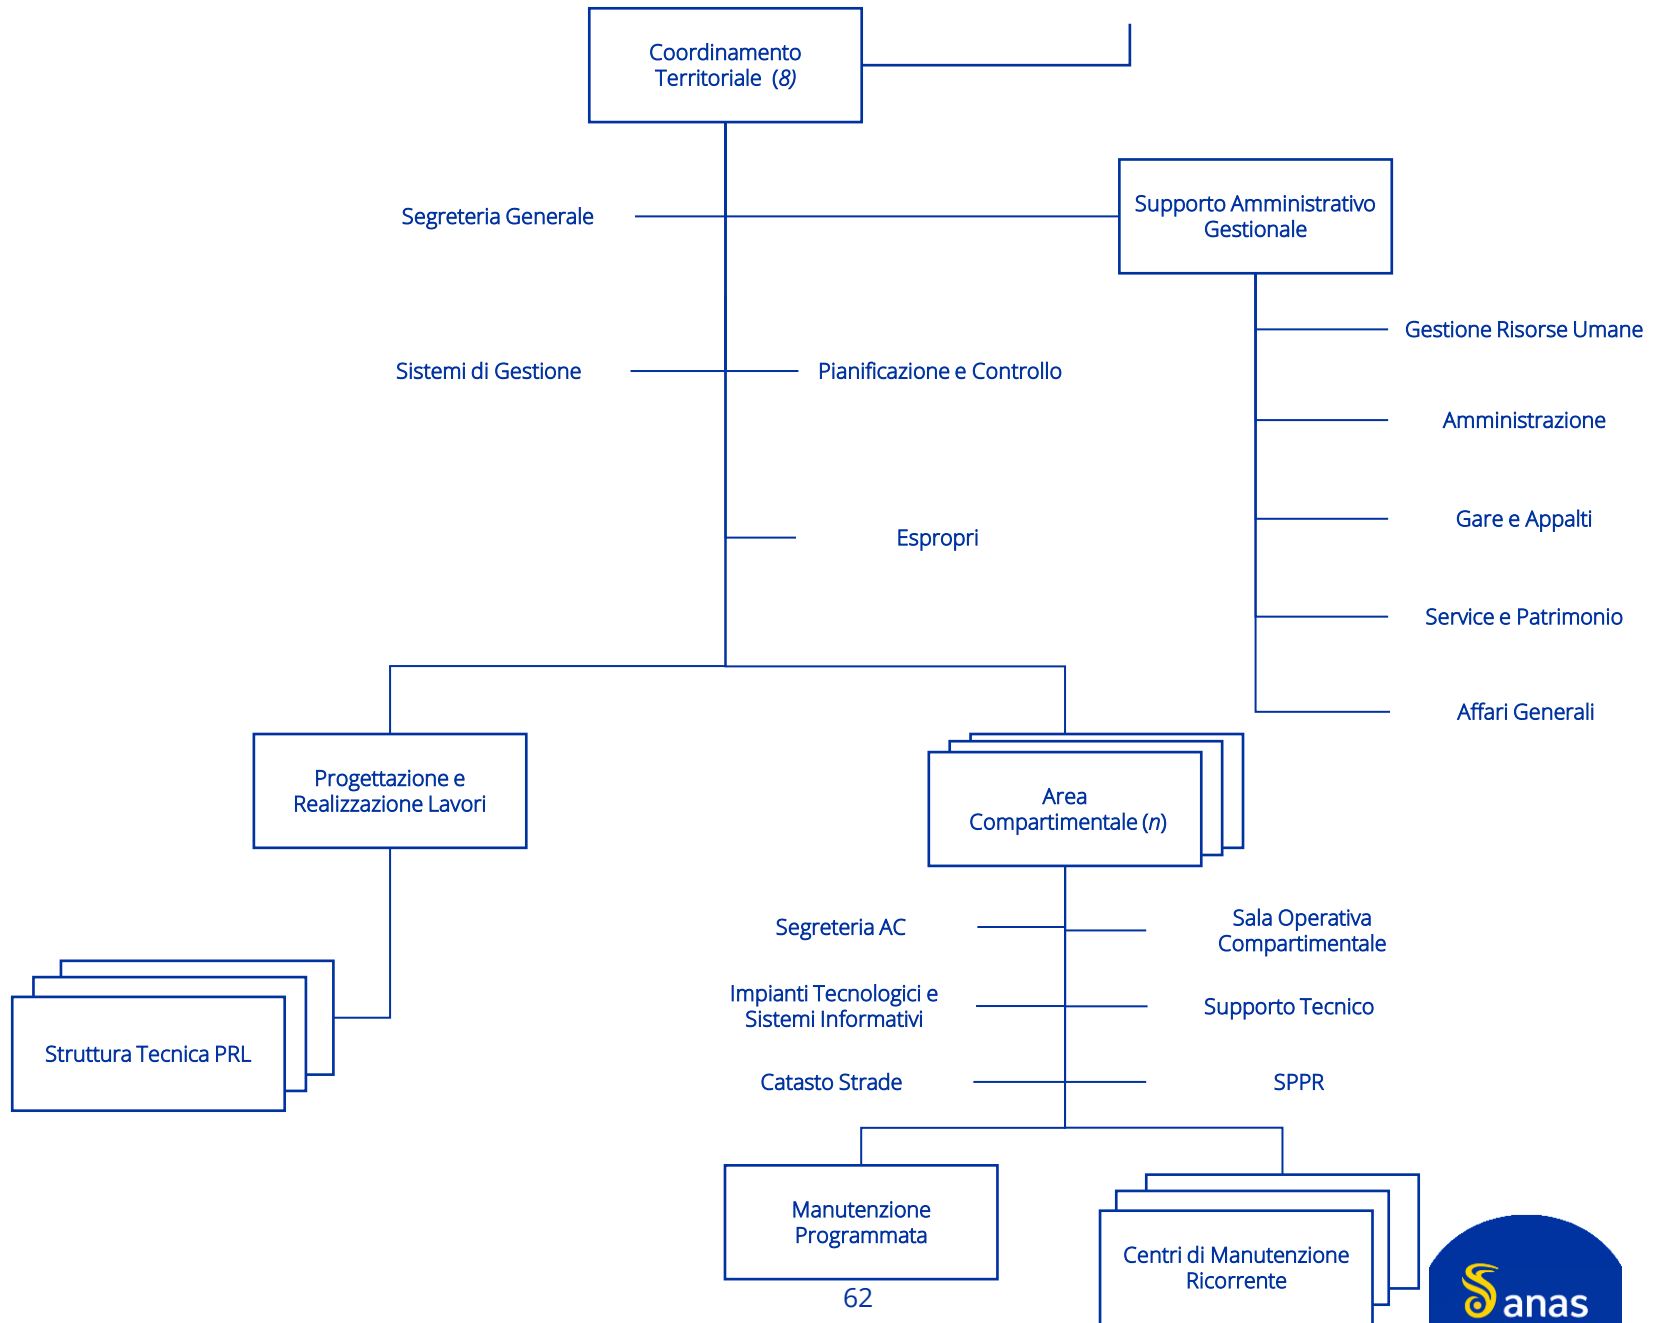 Coordinamento
Territoriale (8)
Segreteria Generale
Supporto Amministrativo
Gestionale
Gestione Risorse Umane
Sistemi di Gestione
Pianificazione e Controllo
Amministrazione
Gare e Appalti
Espropri
Service e Patrimonio
Affari Generali
Progettazione e
Realizzazione Lavori
Area
Compartimentale (n)
Segreteria AC
Sala Operativa
Compartimentale
Impianti Tecnologici e
Sistemi Informativi
Supporto Tecnico
Struttura Tecnica PRL
Catasto Strade
SPPR
Manutenzione
Programmata
Centri di Manutenzione
Ricorrente
62
anas